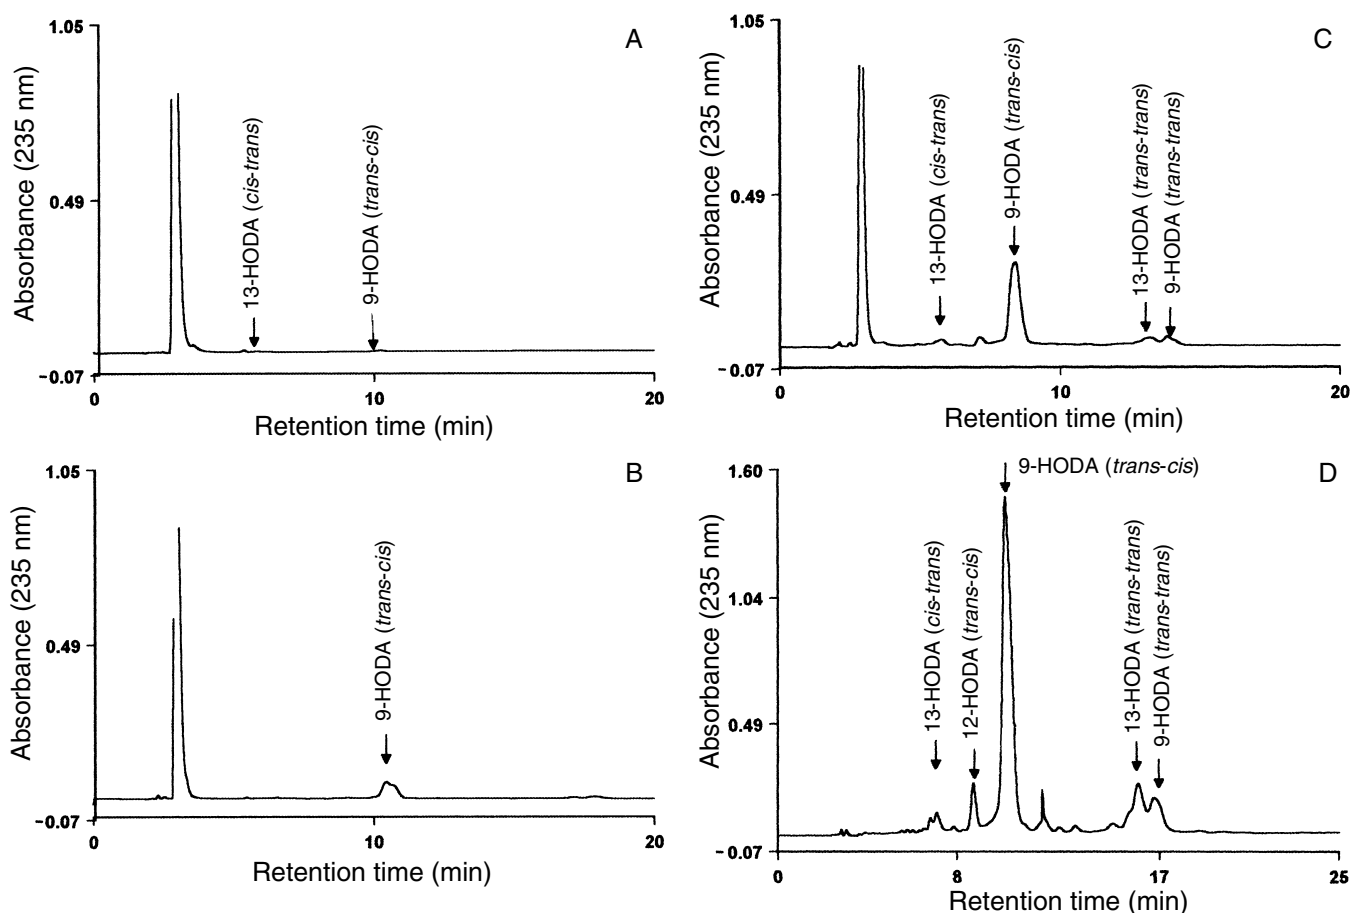 A
1.05
0.49
−0.07
Absorbance (235 nm)
13-HODA (cis-trans)
9-HODA (trans-cis)
0
10
20
Retention time (min)
B
1.05
0.49
−0.07
Absorbance (235 nm)
9-HODA (trans-cis)
0
10
20
Retention time (min)
C
1.05
0.49
−0.07
Absorbance (235 nm)
13-HODA (cis-trans)
9-HODA (trans-cis)
13-HODA (trans-trans)
9-HODA (trans-trans)
0
10
20
Retention time (min)
D
1.60
1.04
0.49
−0.07
Absorbance (235 nm)
13-HODA (cis-trans)
12-HODA (trans-cis)
9-HODA (trans-cis)
13-HODA (trans-trans)
9-HODA (trans-trans)
0
8
17
25
Retention time (min)